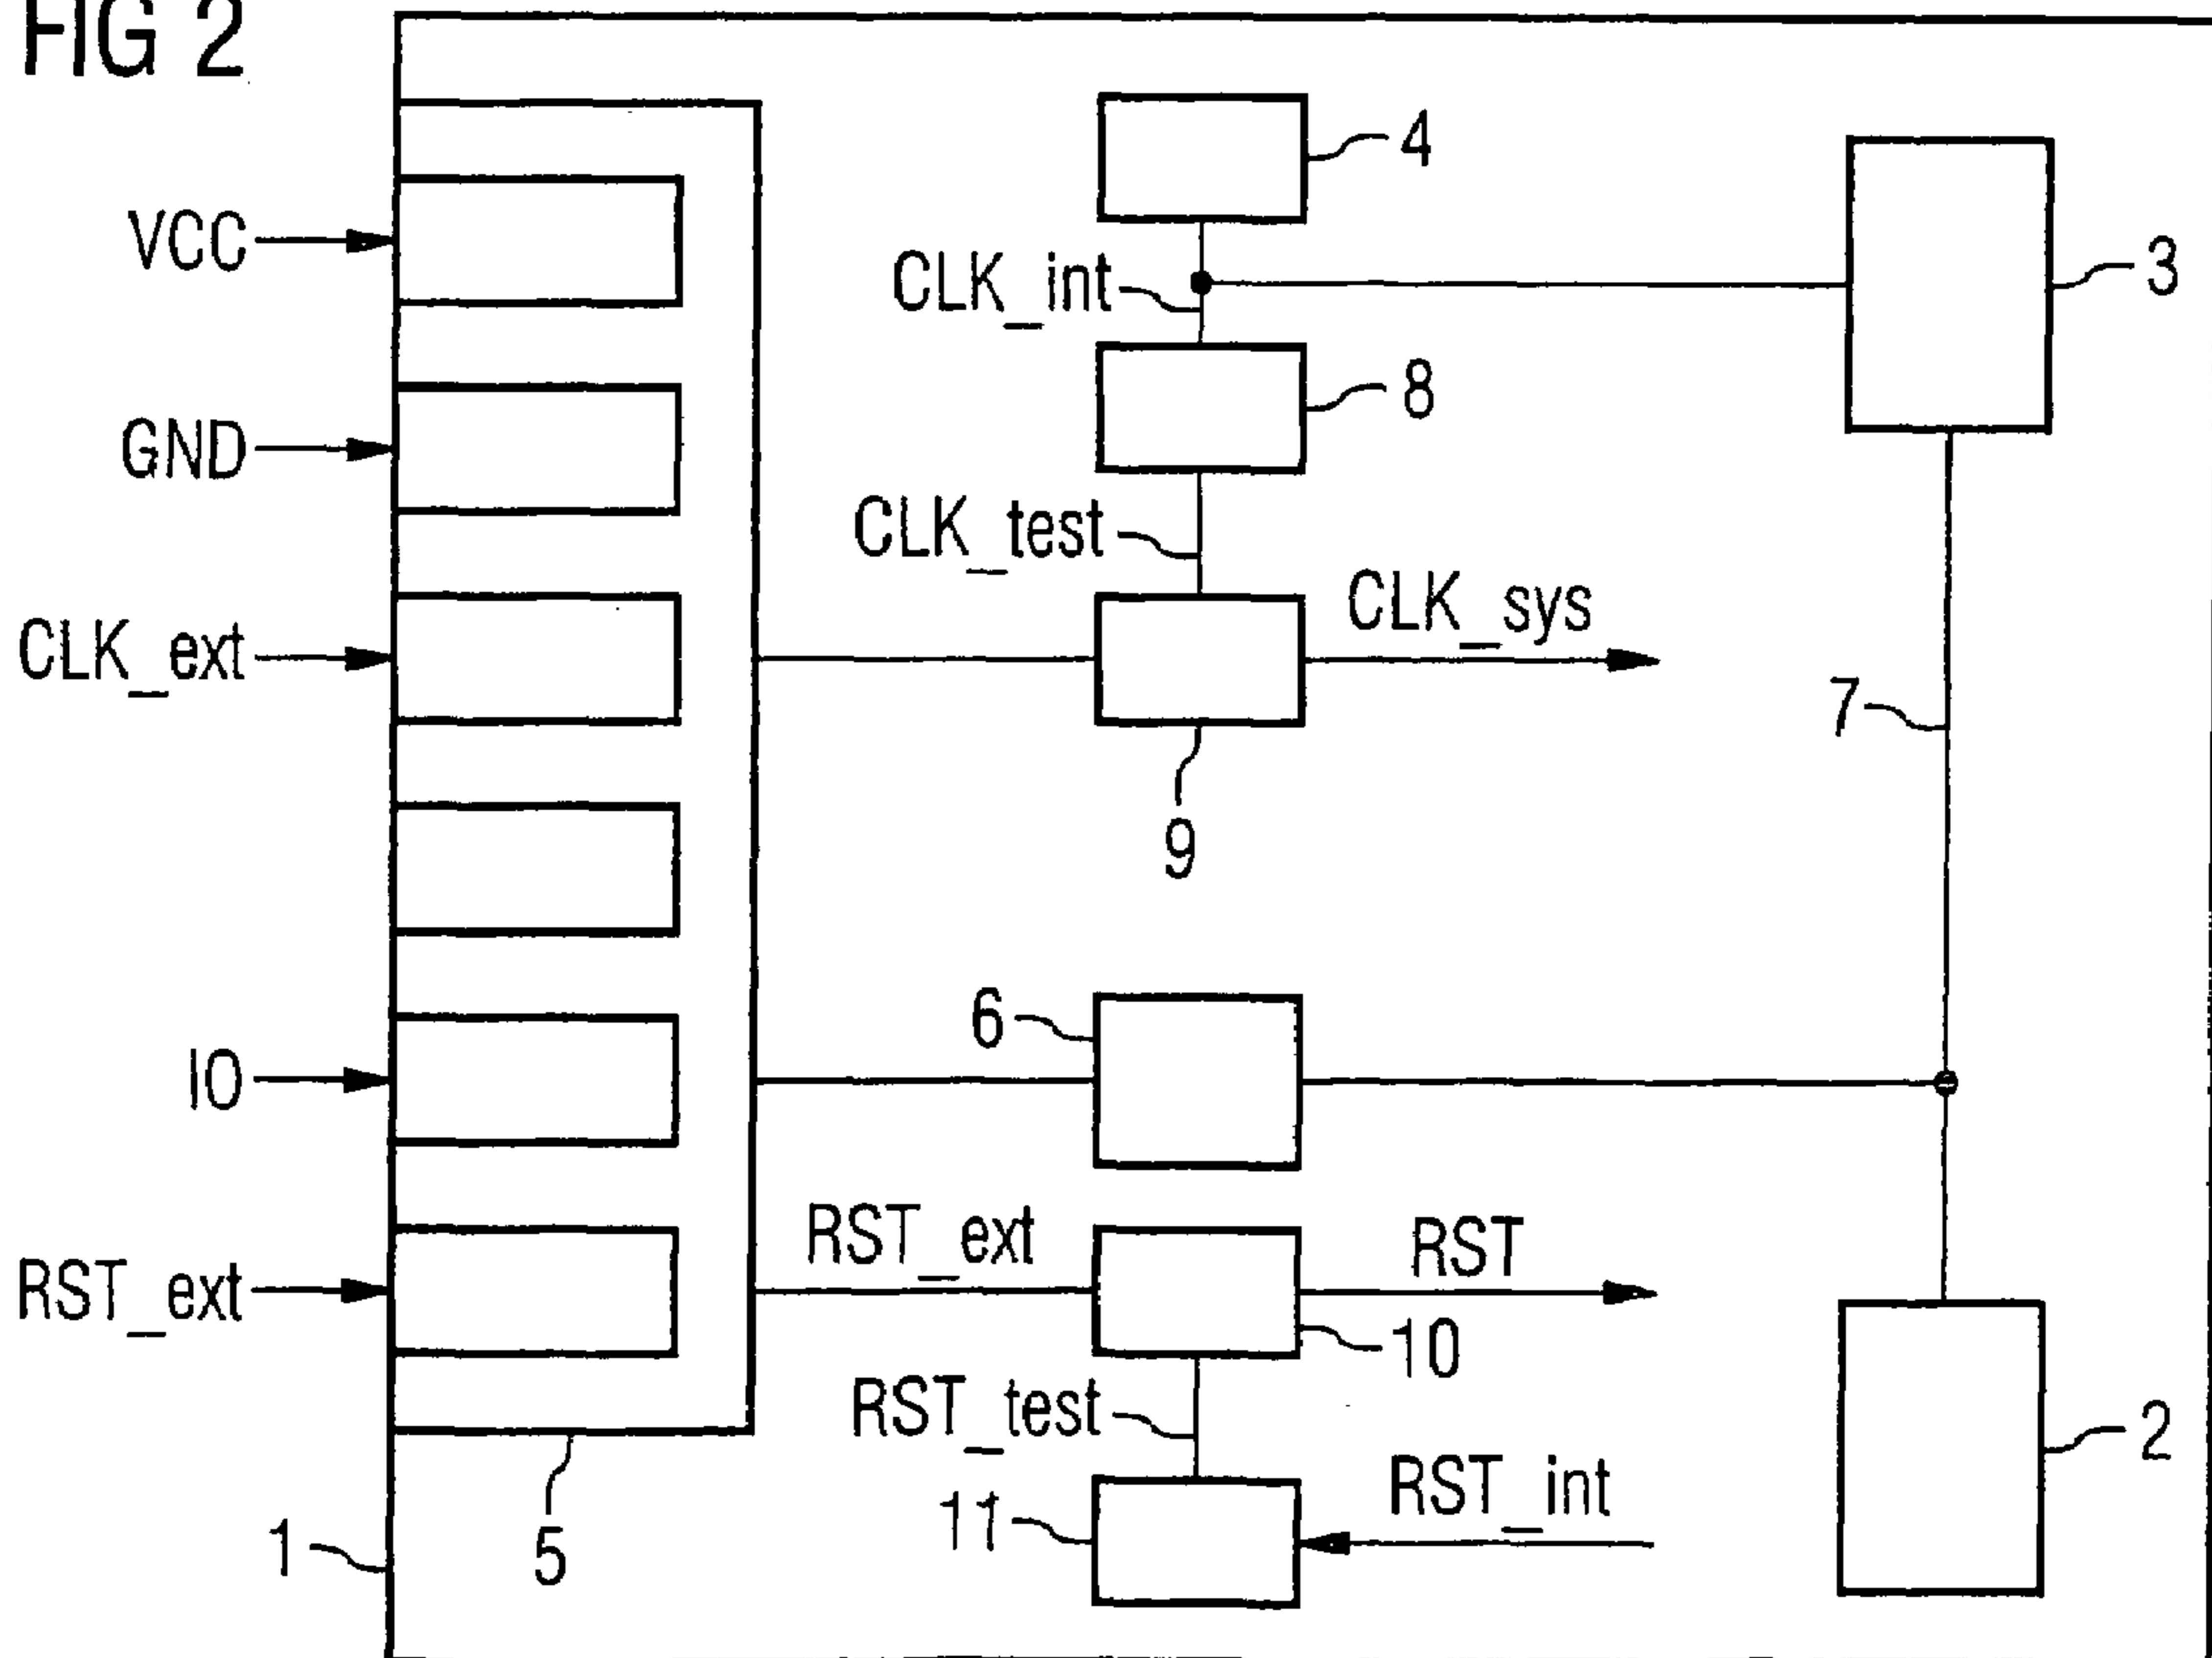 FIG 2
4
VCC
CLK_int
3
8
GND
CLK_test
CLK_sys
CLK_ext
7
9
6
IO
RST_ext
RST
RST_ext
10
RST_test
2
RST_int
11
1
5